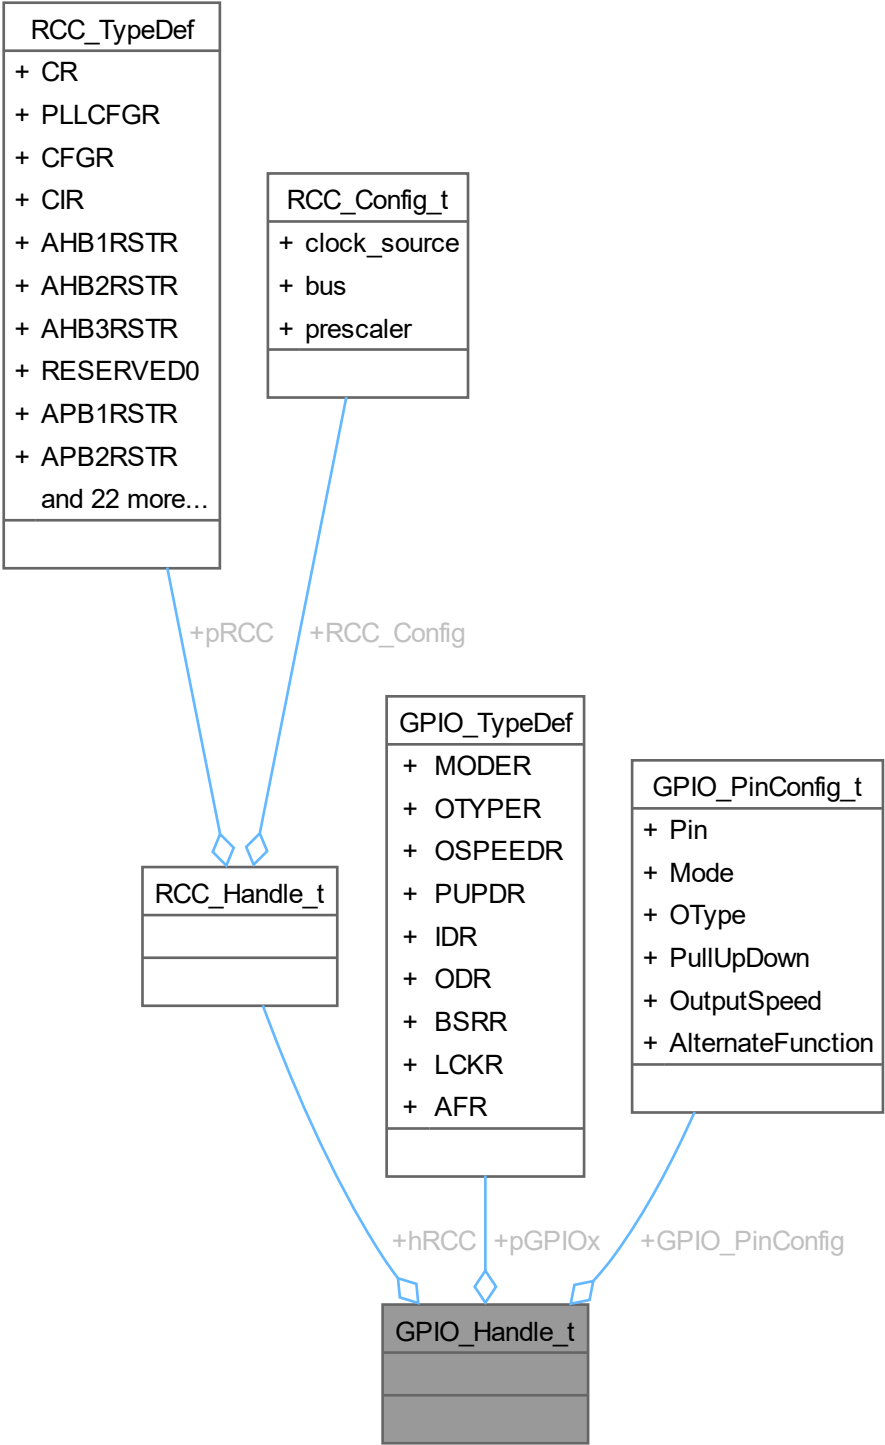 RCC_TypeDef
+ CR
+ PLLCFGR
+ CFGR
+ CIR
+ AHB1RSTR
+ AHB2RSTR
+ AHB3RSTR
+ RESERVED0
+ APB1RSTR
+ APB2RSTR
and 22 more...
RCC_Config_t
+ clock_source
+ bus
+ prescaler
+pRCC
+RCC_Config
RCC_Handle_t
GPIO_TypeDef
+ MODER
+ OTYPER
+ OSPEEDR
+ PUPDR
+ IDR
+ ODR
+ BSRR
+ LCKR
+ AFR
GPIO_PinConfig_t
+ Pin
+ Mode
+ OType
+ PullUpDown
+ OutputSpeed
+ AlternateFunction
+hRCC
+pGPIOx
+GPIO_PinConfig
GPIO_Handle_t